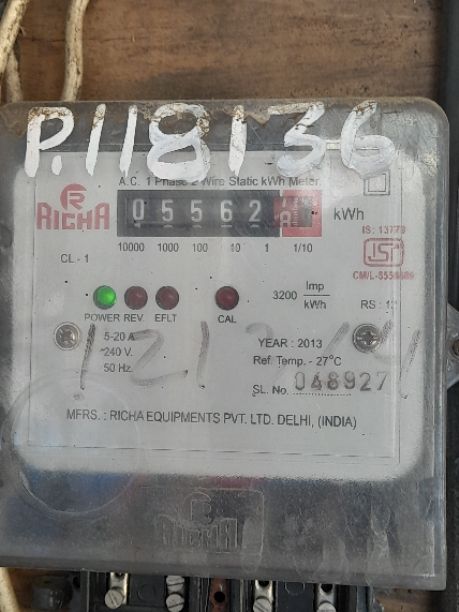 P.118136
A.C. 1 Phase 2 Wire Static kWh Meter
RICHA
05562
kWh
10000 1000 100 10 1 1/10
IS: 13779
CL - 1
3200 Imp/kWh
POWER REV. EFLT CAL
5-20 A
~240 V.
50 Hz.
YEAR : 2013
Ref. Temp. - 27°C
SL. No. 048927
MFRS. : RICHA EQUIPMENTS PVT. LTD. DELHI, (INDIA)
RICHA